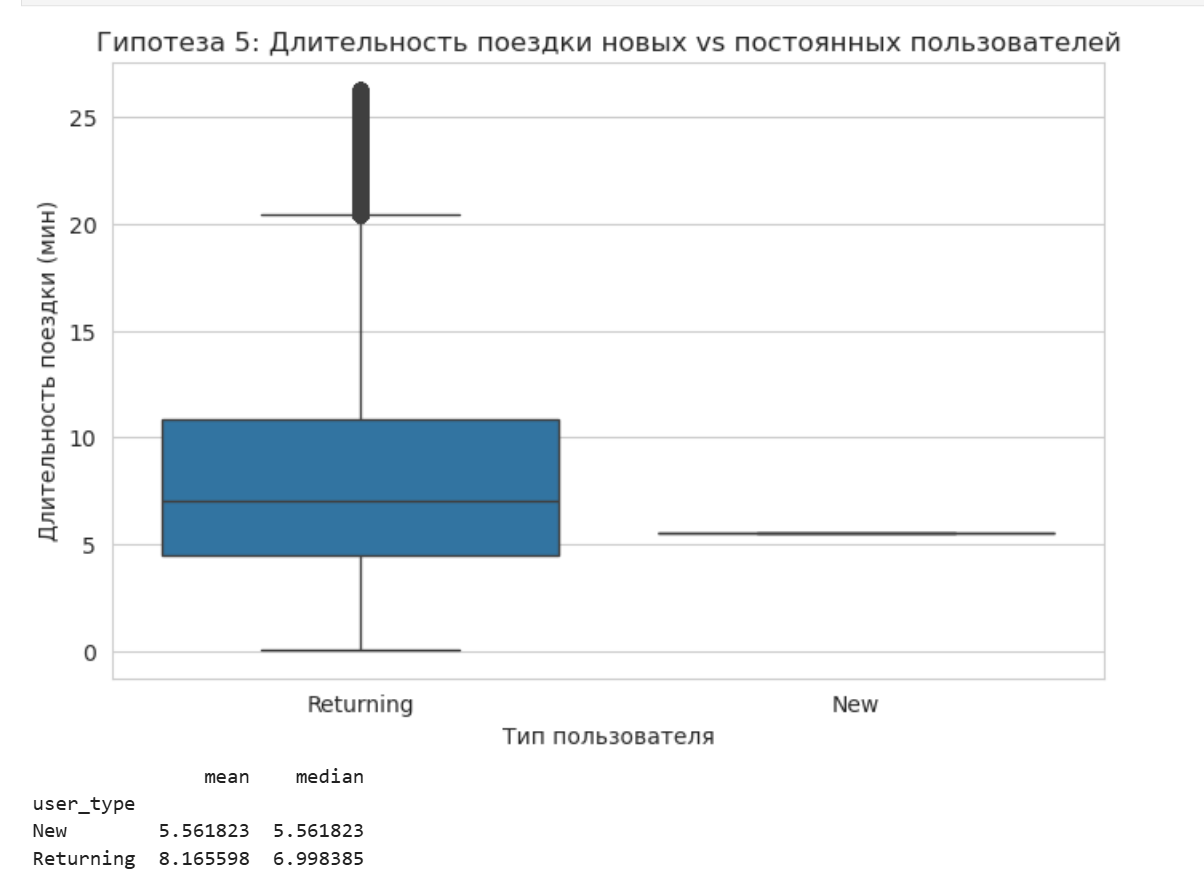 Гипотеза 5: Длительность поездки новых vs постоянных пользователей
Длительность поездки (мин)
25
20
15
10
5
0
Returning New
Тип пользователя
mean median
user_type
New 5.561823 5.561823
Returning 8.165598 6.998385